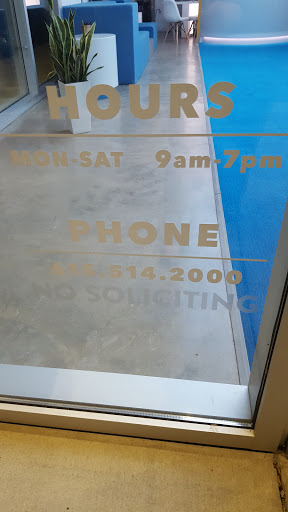 HOURS
MON-SAT 9am-7pm
PHONE
514.2000
NO SOLICITING